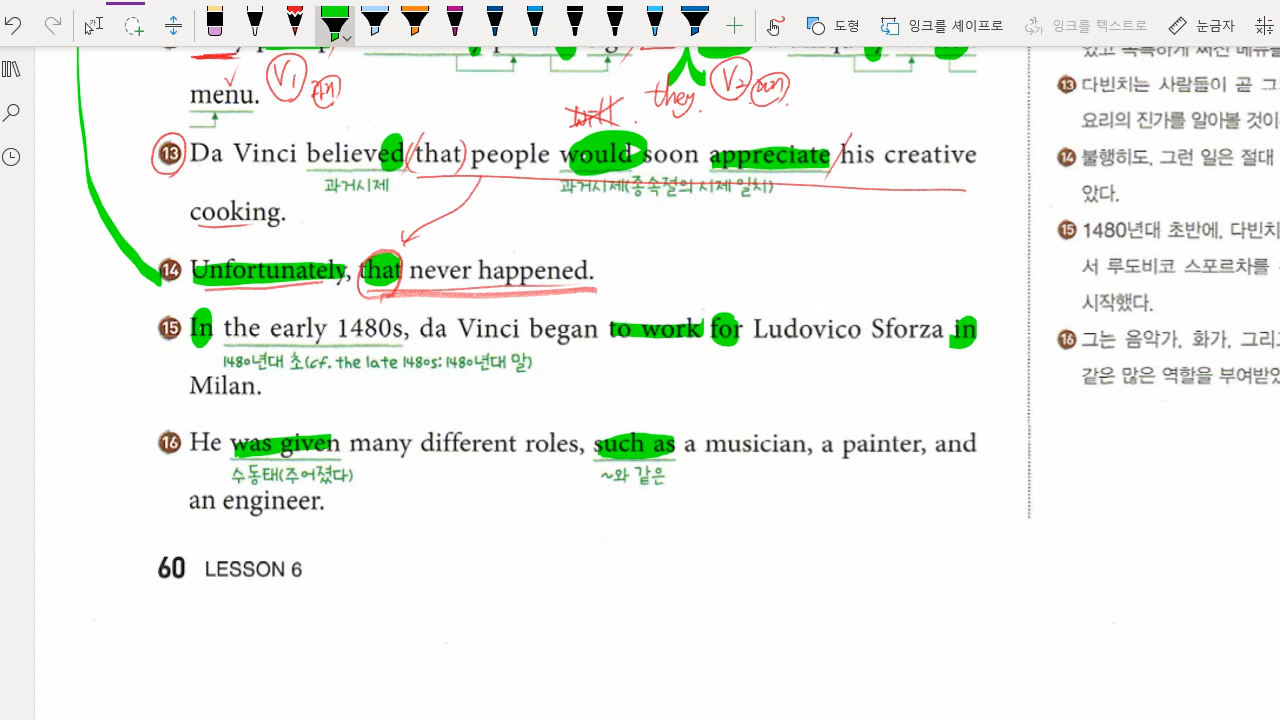 도형
잉크를 셰이프로
잉크를 텍스트로
눈금자
menu.
V1
they.
V2
will
⑬ Da Vinci believed that people would soon appreciate his creative
과거시제
과거시제(종속절의 시제 일치)
cooking.
⑭ Unfortunately, that never happened.
⑮ In the early 1480s, da Vinci began to work for Ludovico Sforza in
1480년대 초(cf. the late 1480s: 1480년대 말)
Milan.
⑯ He was given many different roles, such as a musician, a painter, and
수동태(주어졌다)
~와 같은
an engineer.
60 LESSON 6
⑬ 다빈치는 사람들이 곧 그
요리의 진가를 알아볼 것이
⑭ 불행히도, 그런 일은 절대
았다.
⑮ 1480년대 초반에, 다빈치
서 루도비코 스포르차를
시작했다.
⑯ 그는 음악가, 화가, 그리
같은 많은 역할을 부여받았